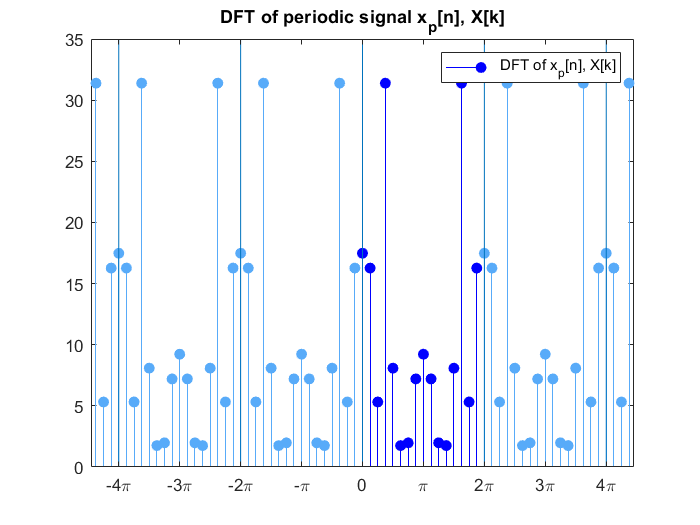 DFT of periodic signal x_p[n], X[k]
DFT of x_p[n], X[k]
35
30
25
20
15
10
5
0
-4π -3π -2π -π 0 π 2π 3π 4π